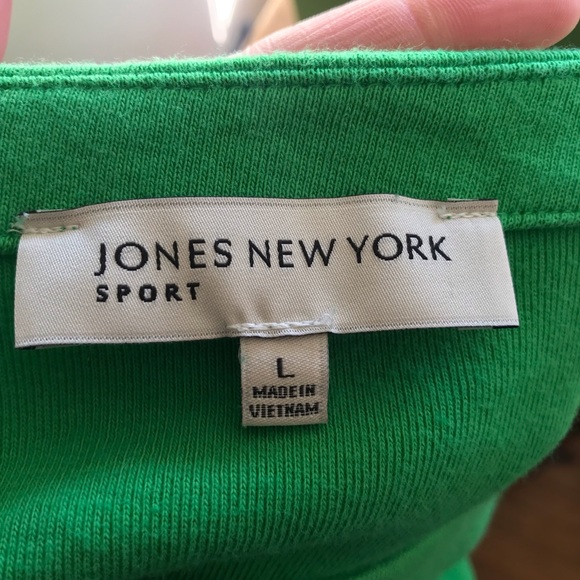 JONES NEW YORK
SPORT
L
MADE IN
VIETNAM